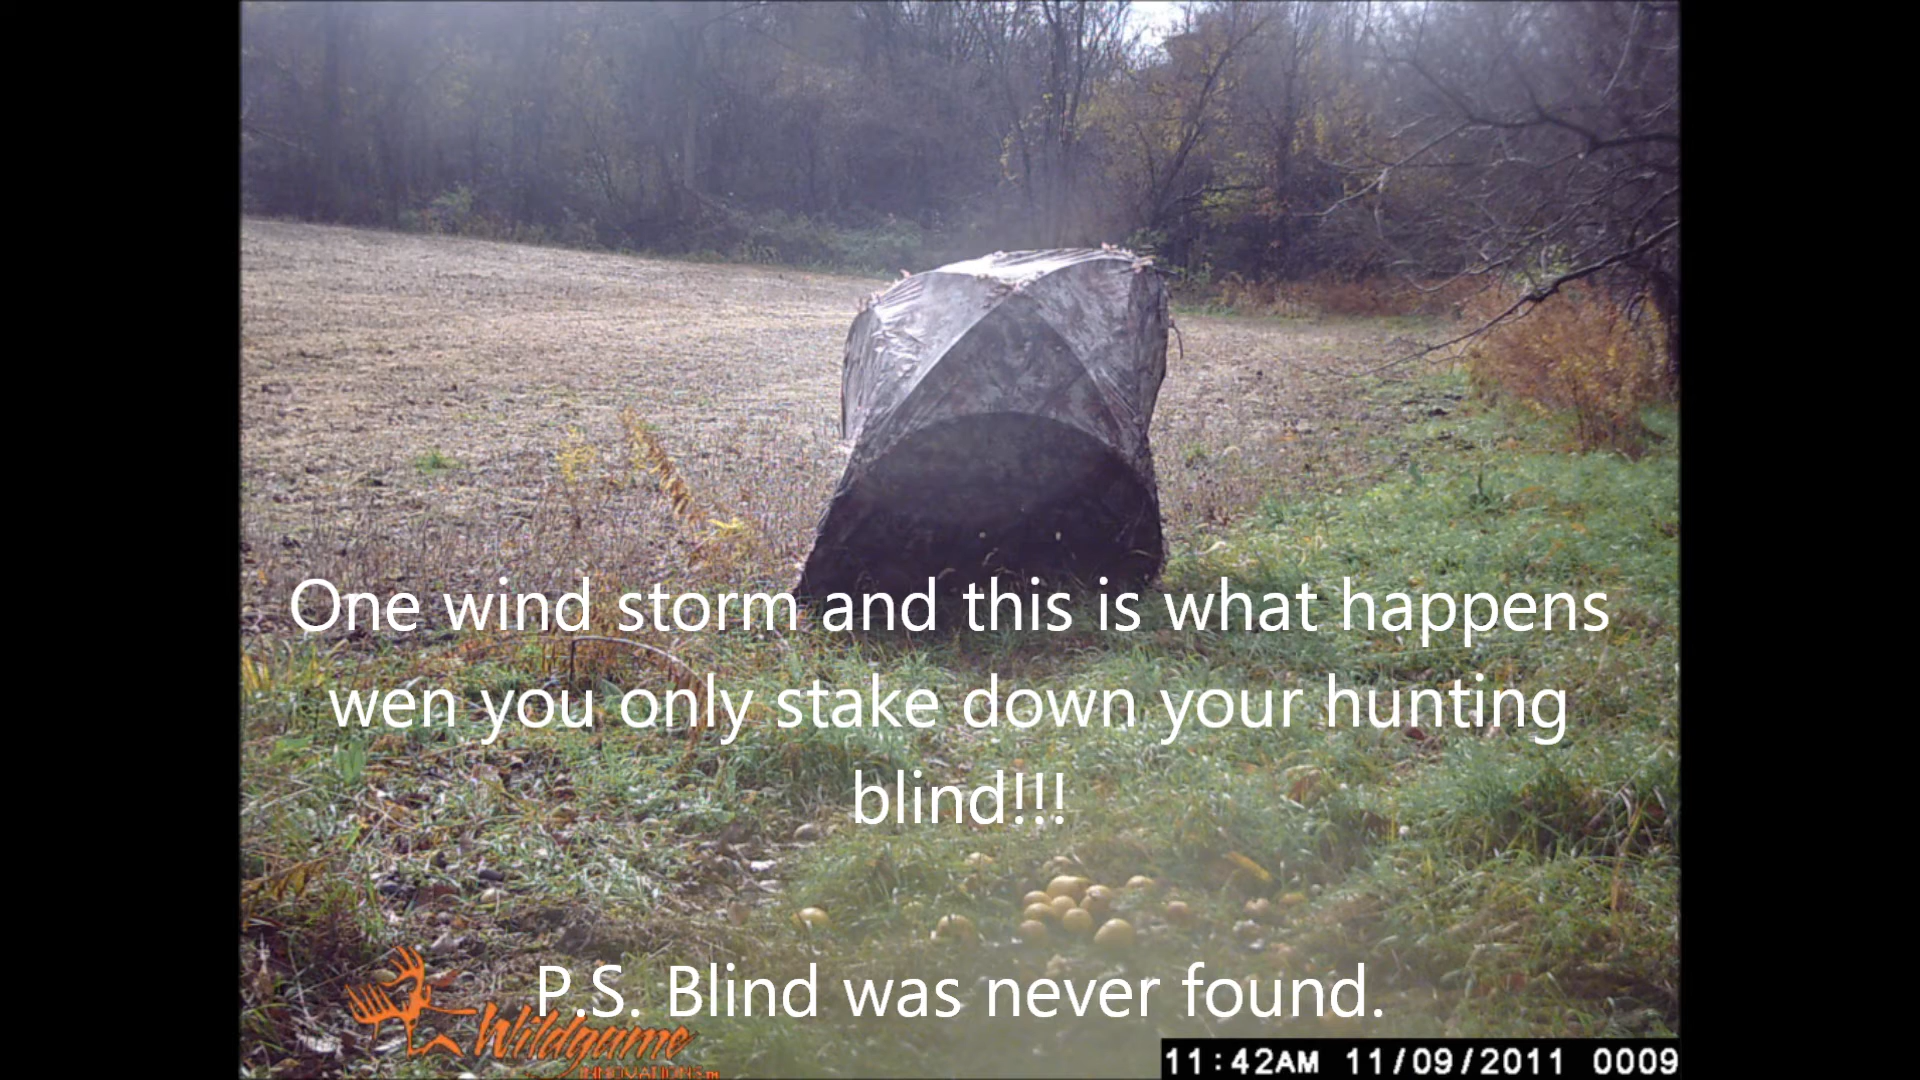 One wind storm and this is what happens
wen you only stake down your hunting
blind!!!
P.S. Blind was never found.
Wildgame
INNOVATIONS
11:42AM 11/09/2011 0009